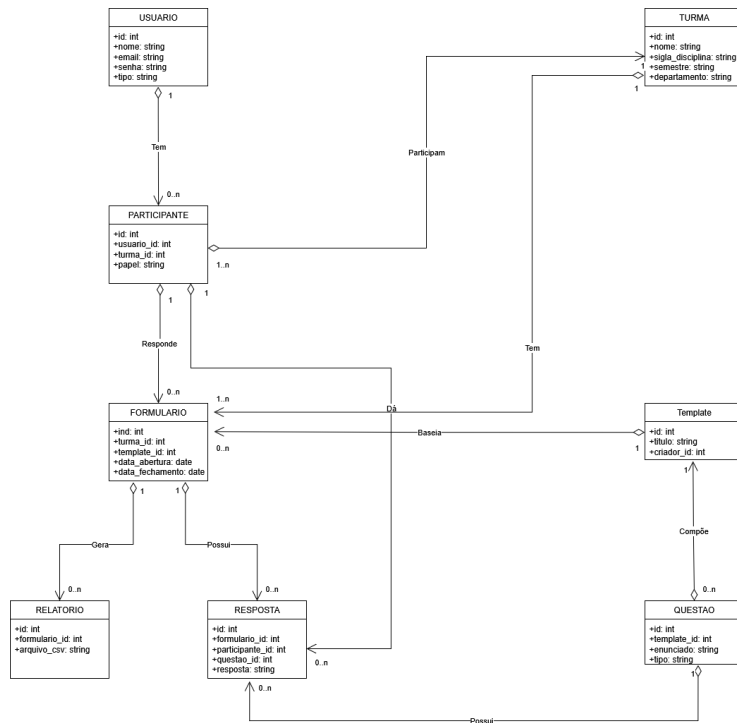 USUARIO
+id: int
+nome: string
+email: string
+senha: string
+tipo: string
1
Tem
0..n
TURMA
+id: int
+nome: string
+sigla_disciplina: string
+semestre: string
+departamento: string
1
1
Participam
PARTICIPANTE
+id: int
+usuario_id: int
+turma_id: int
+papel: string
1..n
1
1
Responde
0..n
Tem
1..n
Dá
FORMULARIO
+ind: int
+turma_id: int
+template_id: int
+data_abertura: date
+data_fechamento: date
0..n
Baseia
1
Template
+id: int
+titulo: string
+criador_id: int
1
Compõe
0..n
1
1
Gera
Possui
0..n
0..n
RELATORIO
+id: int
+formulario_id: int
+arquivo_csv: string
RESPOSTA
+id: int
+formulario_id: int
+participante_id: int
+questao_id: int
+resposta: string
0..n
0..n
QUESTAO
+id: int
+template_id: int
+enunciado: string
+tipo: string
1
Possui